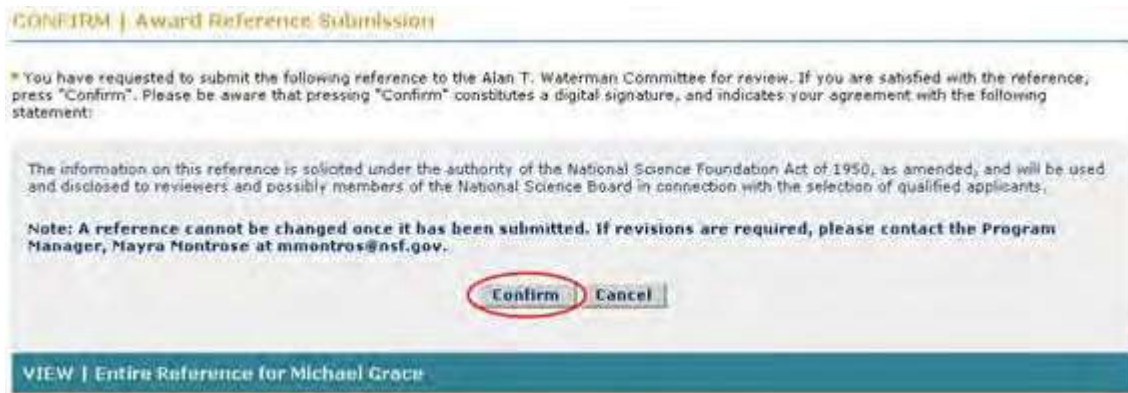 CONFIRM | Award Reference Submission
* You have requested to submit the following reference to the Alan T. Waterman Committee for review. If you are satisfied with the reference,
press "Confirm". Please be aware that pressing "Confirm" constitutes a digital signature, and indicates your agreement with the following
statement:
The information on this reference is solicited under the authority of the National Science Foundation Act of 1950, as amended, and will be used
and disclosed to reviewers and possibly members of the National Science Board in connection with the selection of qualified applicants.
Note: A reference cannot be changed once it has been submitted. If revisions are required, please contact the Program
Manager, Mayra Montrose at mmontros@nsf.gov.
Confirm Cancel
VIEW | Entire Reference for Michael Grace